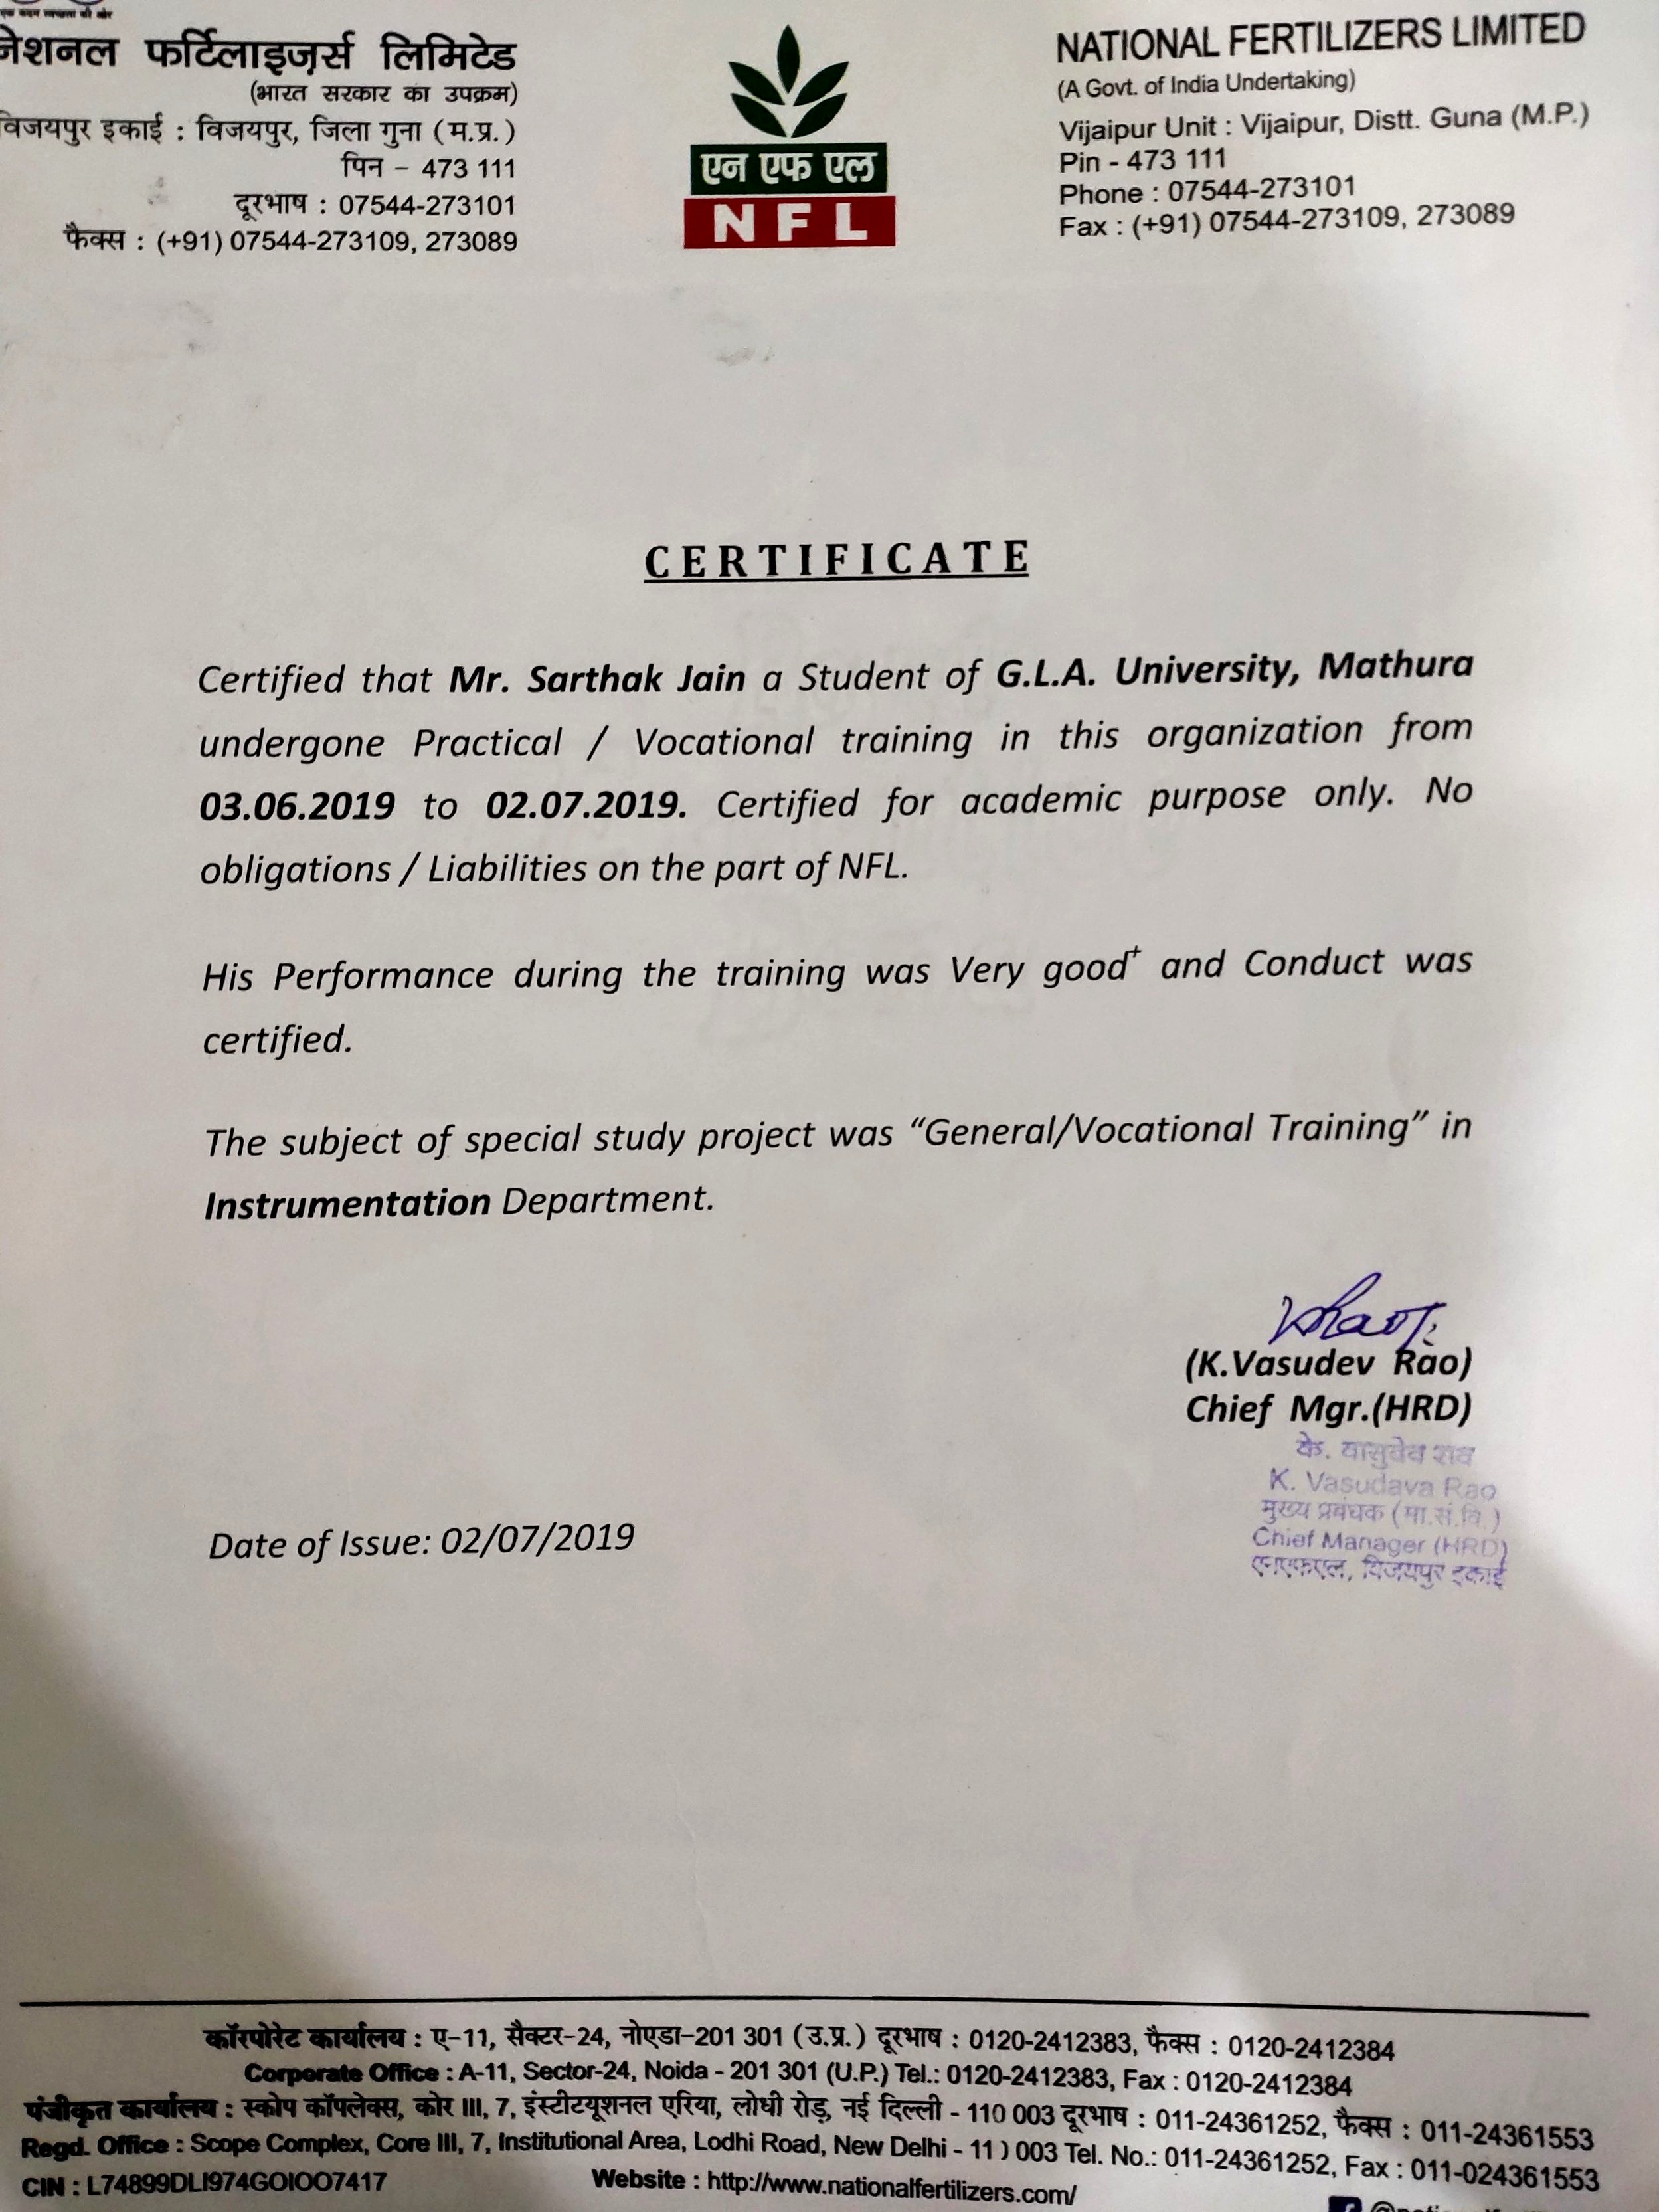 एक कदम स्वच्छता की ओर
नेशनल फर्टिलाइज़र्स लिमिटेड
(भारत सरकार का उपक्रम)
विजयपुर इकाई : विजयपुर, जिला गुना (म.प्र.)
पिन – 473 111
दूरभाष : 07544-273101
फैक्स : (+91) 07544-273109, 273089
एन एफ एल
NFL
NATIONAL FERTILIZERS LIMITED
(A Govt. of India Undertaking)
Vijaipur Unit : Vijaipur, Distt. Guna (M.P.)
Pin - 473 111
Phone : 07544-273101
Fax : (+91) 07544-273109, 273089
CERTIFICATE
Certified that Mr. Sarthak Jain a Student of G.L.A. University, Mathura
undergone Practical / Vocational training in this organization from
03.06.2019 to 02.07.2019. Certified for academic purpose only. No
obligations / Liabilities on the part of NFL.
His Performance during the training was Very good⁺ and Conduct was
certified.
The subject of special study project was “General/Vocational Training” in
Instrumentation Department.
(K.Vasudev Rao)
Chief Mgr.(HRD)
के. वासुदेव राव
K. Vasudava Rao
मुख्य प्रबंधक (मा.सं.वि.)
Chief Manager (HRD)
एनएफएल, विजयपुर इकाई
Date of Issue: 02/07/2019
कॉरपोरेट कार्यालय : ए-11, सैक्टर-24, नोएडा-201 301 (उ.प्र.) दूरभाष : 0120-2412383, फैक्स : 0120-2412384
Corporate Office : A-11, Sector-24, Noida - 201 301 (U.P.) Tel.: 0120-2412383, Fax : 0120-2412384
पंजीकृत कार्यालय : स्कोप कॉपलेक्स, कोर III, 7, इंस्टीटयूशनल एरिया, लोधी रोड़, नई दिल्ली - 110 003 दूरभाष : 011-24361252, फैक्स : 011-24361553
Regd. Office : Scope Complex, Core III, 7, Institutional Area, Lodhi Road, New Delhi - 11) 003 Tel. No.: 011-24361252, Fax : 011-024361553
CIN : L74899DLI974GOIOO7417
Website : http://www.nationalfertilizers.com/